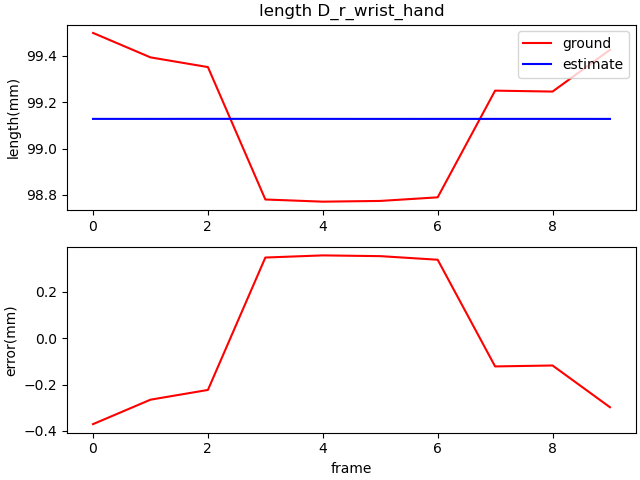 length D_r_wrist_hand
length(mm)
99.4
99.2
99.0
98.8
ground
estimate
0 2 4 6 8
error(mm)
0.2
0.0
−0.2
−0.4
0 2 4 6 8
frame